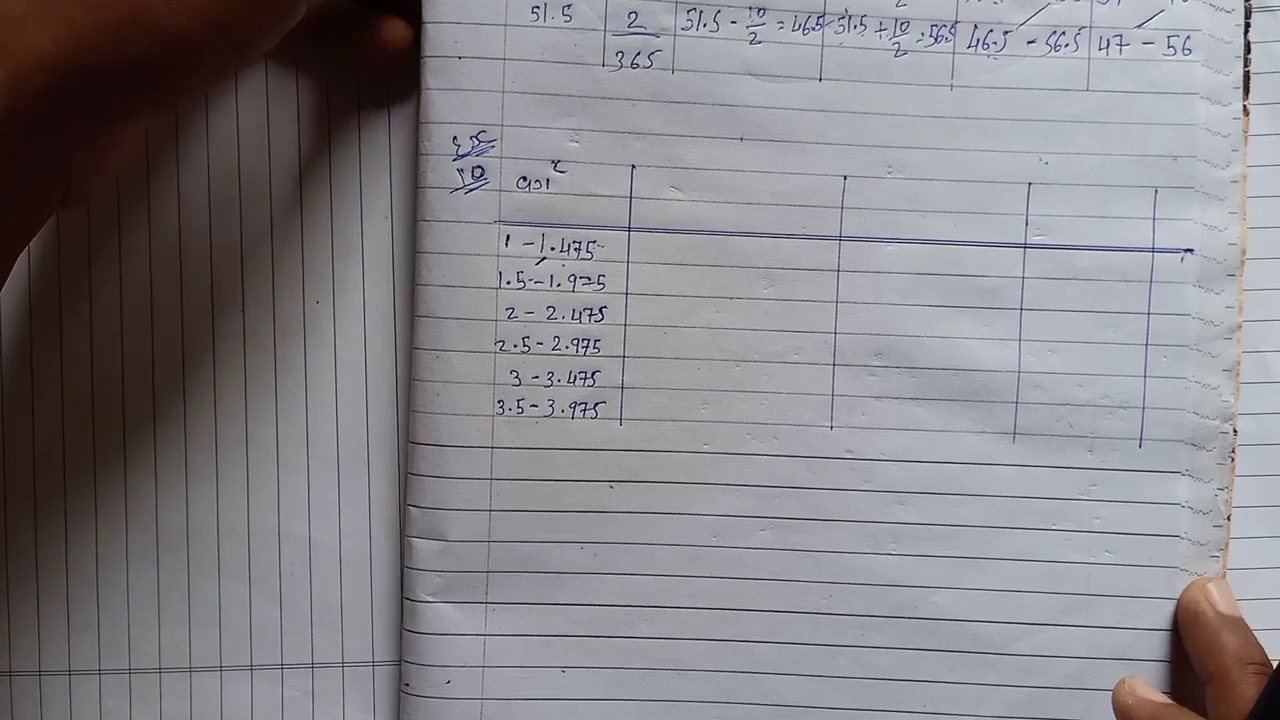 51.5 2 51.5 - 10/2 = 46.5 51.5 + 10/2 = 56.5 46.5 - 56.5 47 - 56
365
10
1 - 1.475
1.5 - 1.975
2 - 2.475
2.5 - 2.975
3 - 3.475
3.5 - 3.975